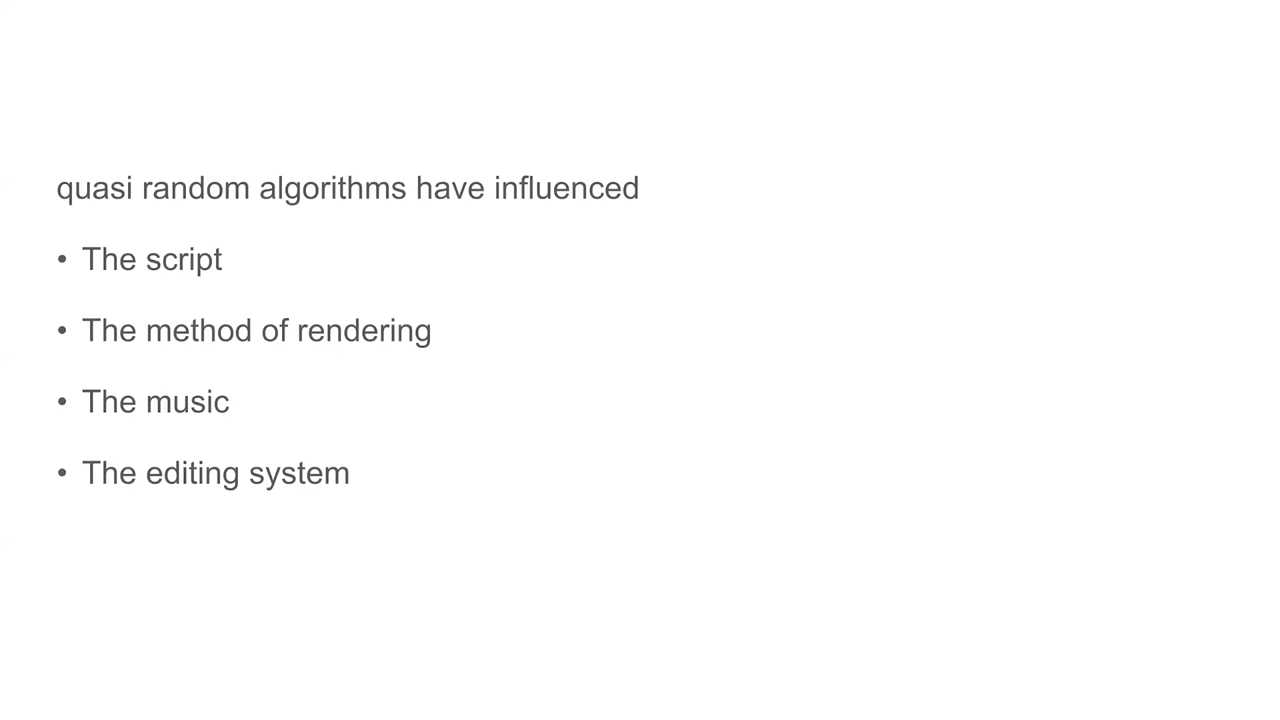 quasi random algorithms have influenced
• The script
• The method of rendering
• The music
• The editing system